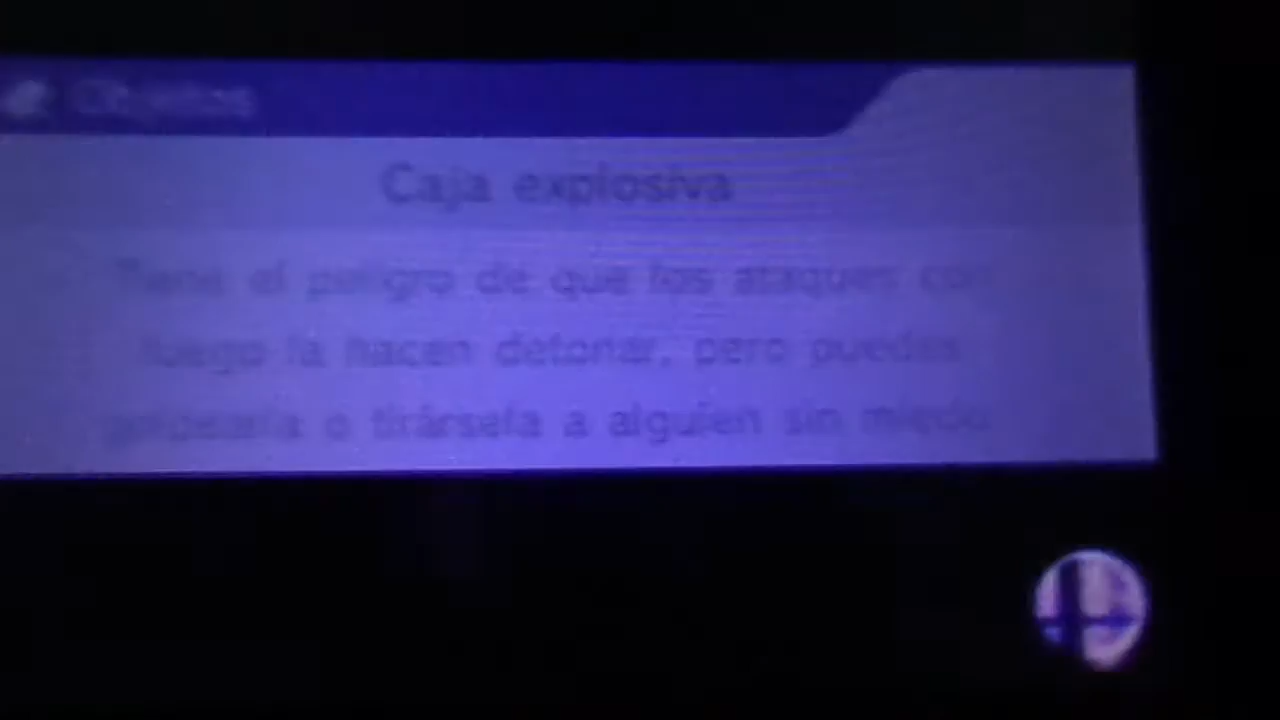 Objetos
Caja explosiva
Tiene el peligro de que los ataques con
fuego la hacen detonar, pero puedes
golpearla o tirársela a alguien sin miedo